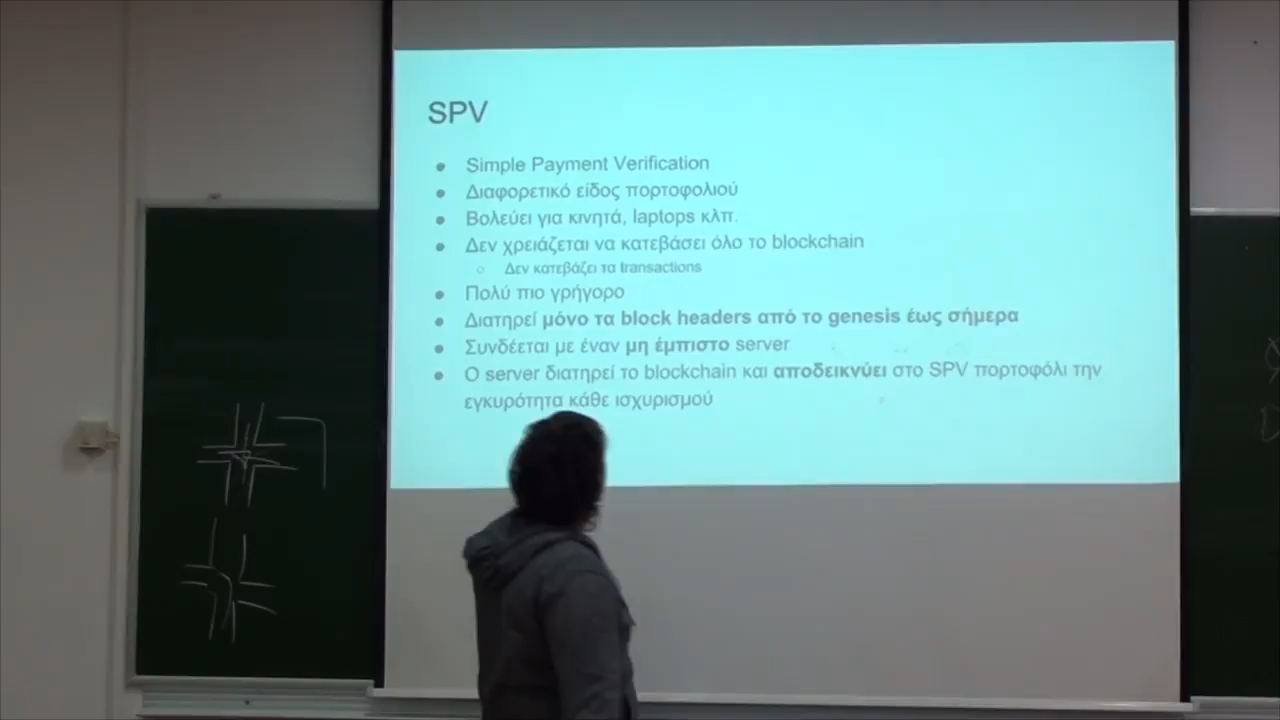 SPV
● Simple Payment Verification
● Διαφορετικό είδος πορτοφολιού
● Βολεύει για κινητά, laptops κλπ.
● Δεν χρειάζεται να κατεβάσει όλο το blockchain
○ Δεν κατεβάζει τα transactions
● Πολύ πιο γρήγορο
● Διατηρεί μόνο τα block headers από το genesis έως σήμερα
● Συνδέεται με έναν μη έμπιστο server
● Ο server διατηρεί το blockchain και αποδεικνύει στο SPV πορτοφόλι την
εγκυρότητα κάθε ισχυρισμού